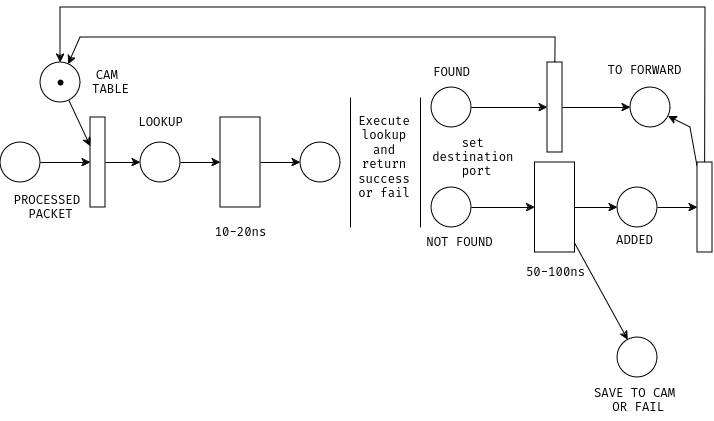 CAM
TABLE
LOOKUP
PROCESSED
PACKET
10-20ns
Execute
lookup
and
return
success
or fail
FOUND
TO FORWARD
set
destination
port
NOT FOUND
ADDED
50-100ns
SAVE TO CAM
OR FAIL